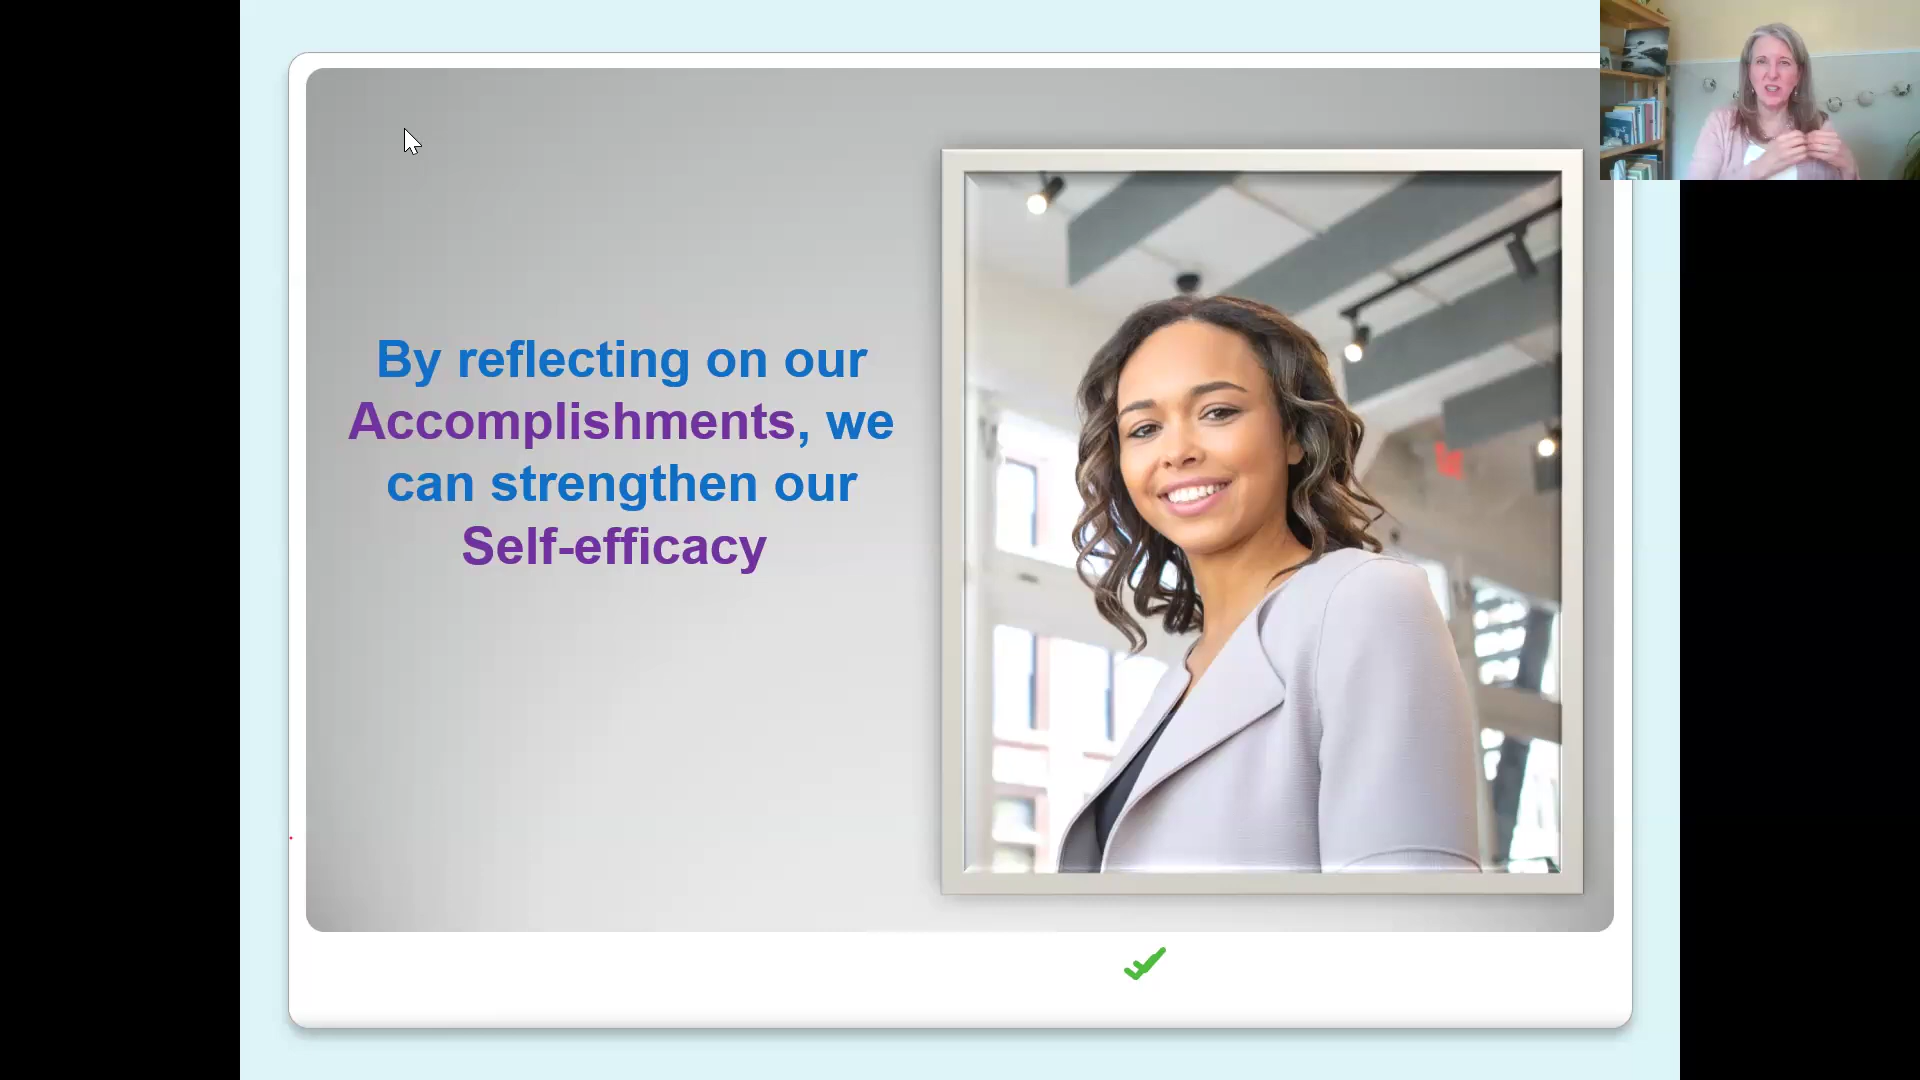 By reflecting on our
Accomplishments, we
can strengthen our
Self-efficacy